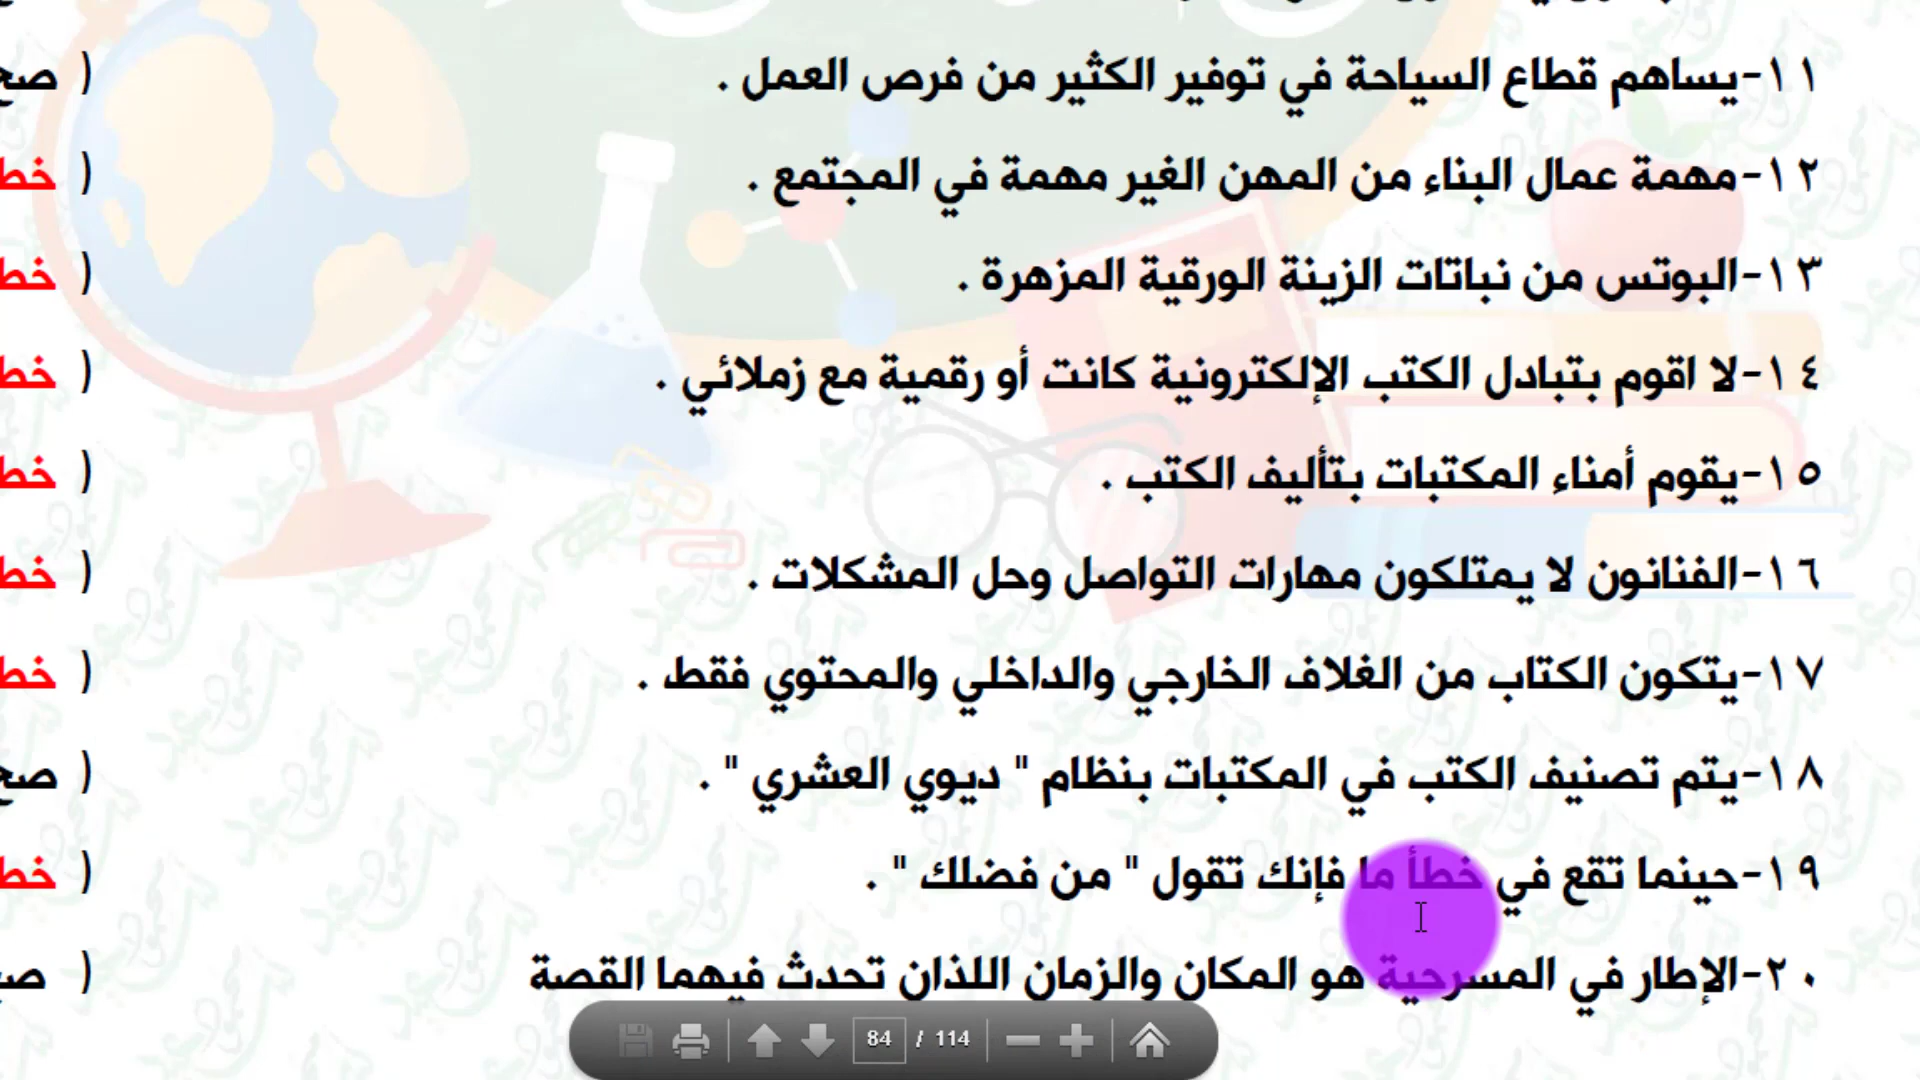 ١١-يساهم قطاع السياحة في توفير الكثير من فرص العمل . (
١٢-مهمة عمال البناء من المهن الغير مهمة في المجتمع . (
١٣-البوتس من نباتات الزينة الورقية المزهرة . (
١٤-لا اقوم بتبادل الكتب الإلكترونية كانت أو رقمية مع زملائي . (
١٥-يقوم أمناء المكتبات بتأليف الكتب . (
١٦-الفنانون لا يمتلكون مهارات التواصل وحل المشكلات . (
١٧-يتكون الكتاب من الغلاف الخارجي والداخلي والمحتوي فقط . (
١٨-يتم تصنيف الكتب في المكتبات بنظام " ديوي العشري " . (
١٩-حينما تقع في خطأ ما فإنك تقول " من فضلك " . (
٢٠-الإطار في المسرحية هو المكان والزمان اللذان تحدث فيهما القصة (
84 / 114